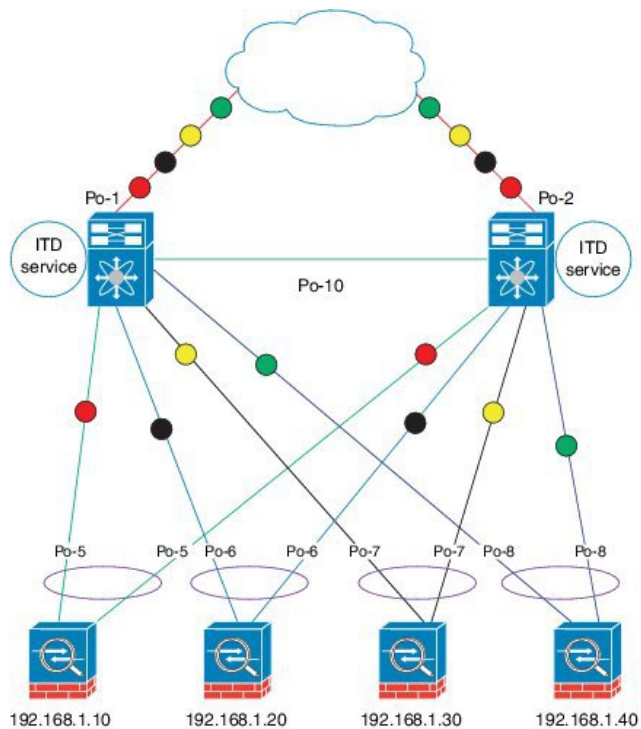 Po-1
Po-2
ITD
service
ITD
service
Po-10
Po-5
Po-5
Po-6
Po-6
Po-7
Po-7
Po-8
Po-8
192.168.1.10
192.168.1.20
192.168.1.30
192.168.1.40